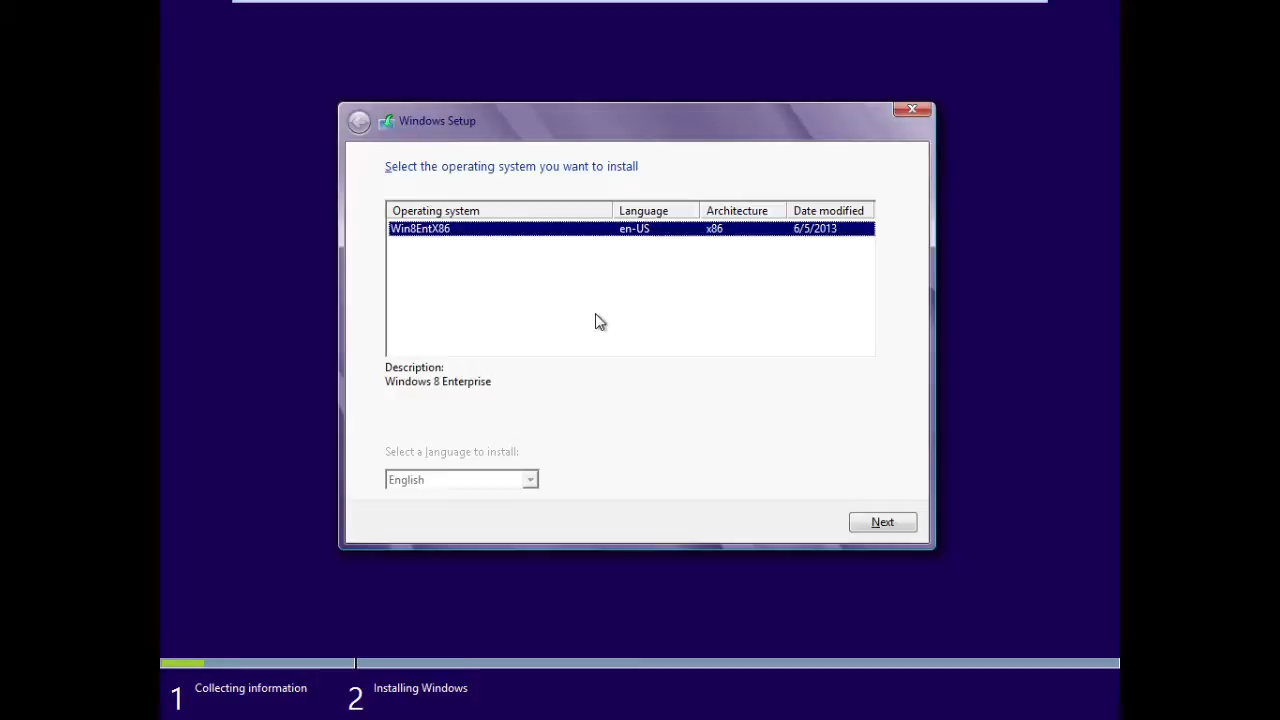 Windows Setup
Select the operating system you want to install
Operating system Language Architecture Date modified
Win8EntX86 en-US x86 6/5/2013
Description:
Windows 8 Enterprise
Select a language to install:
English
Next
1 Collecting information 2 Installing Windows